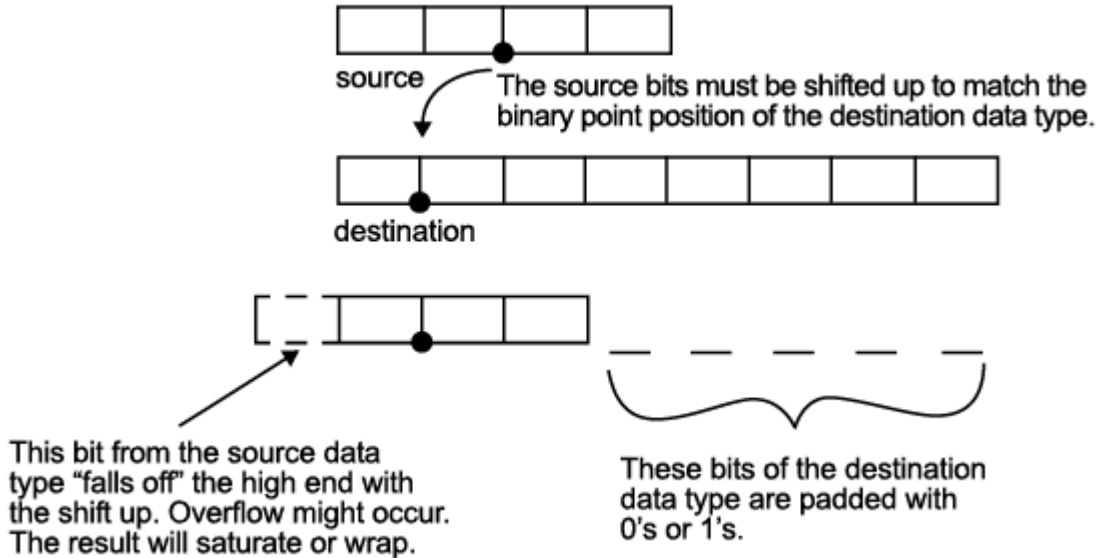 source
The source bits must be shifted up to match the
binary point position of the destination data type.
destination
This bit from the source data
type “falls off” the high end with
the shift up. Overflow might occur.
The result will saturate or wrap.
These bits of the destination
data type are padded with
0's or 1's.